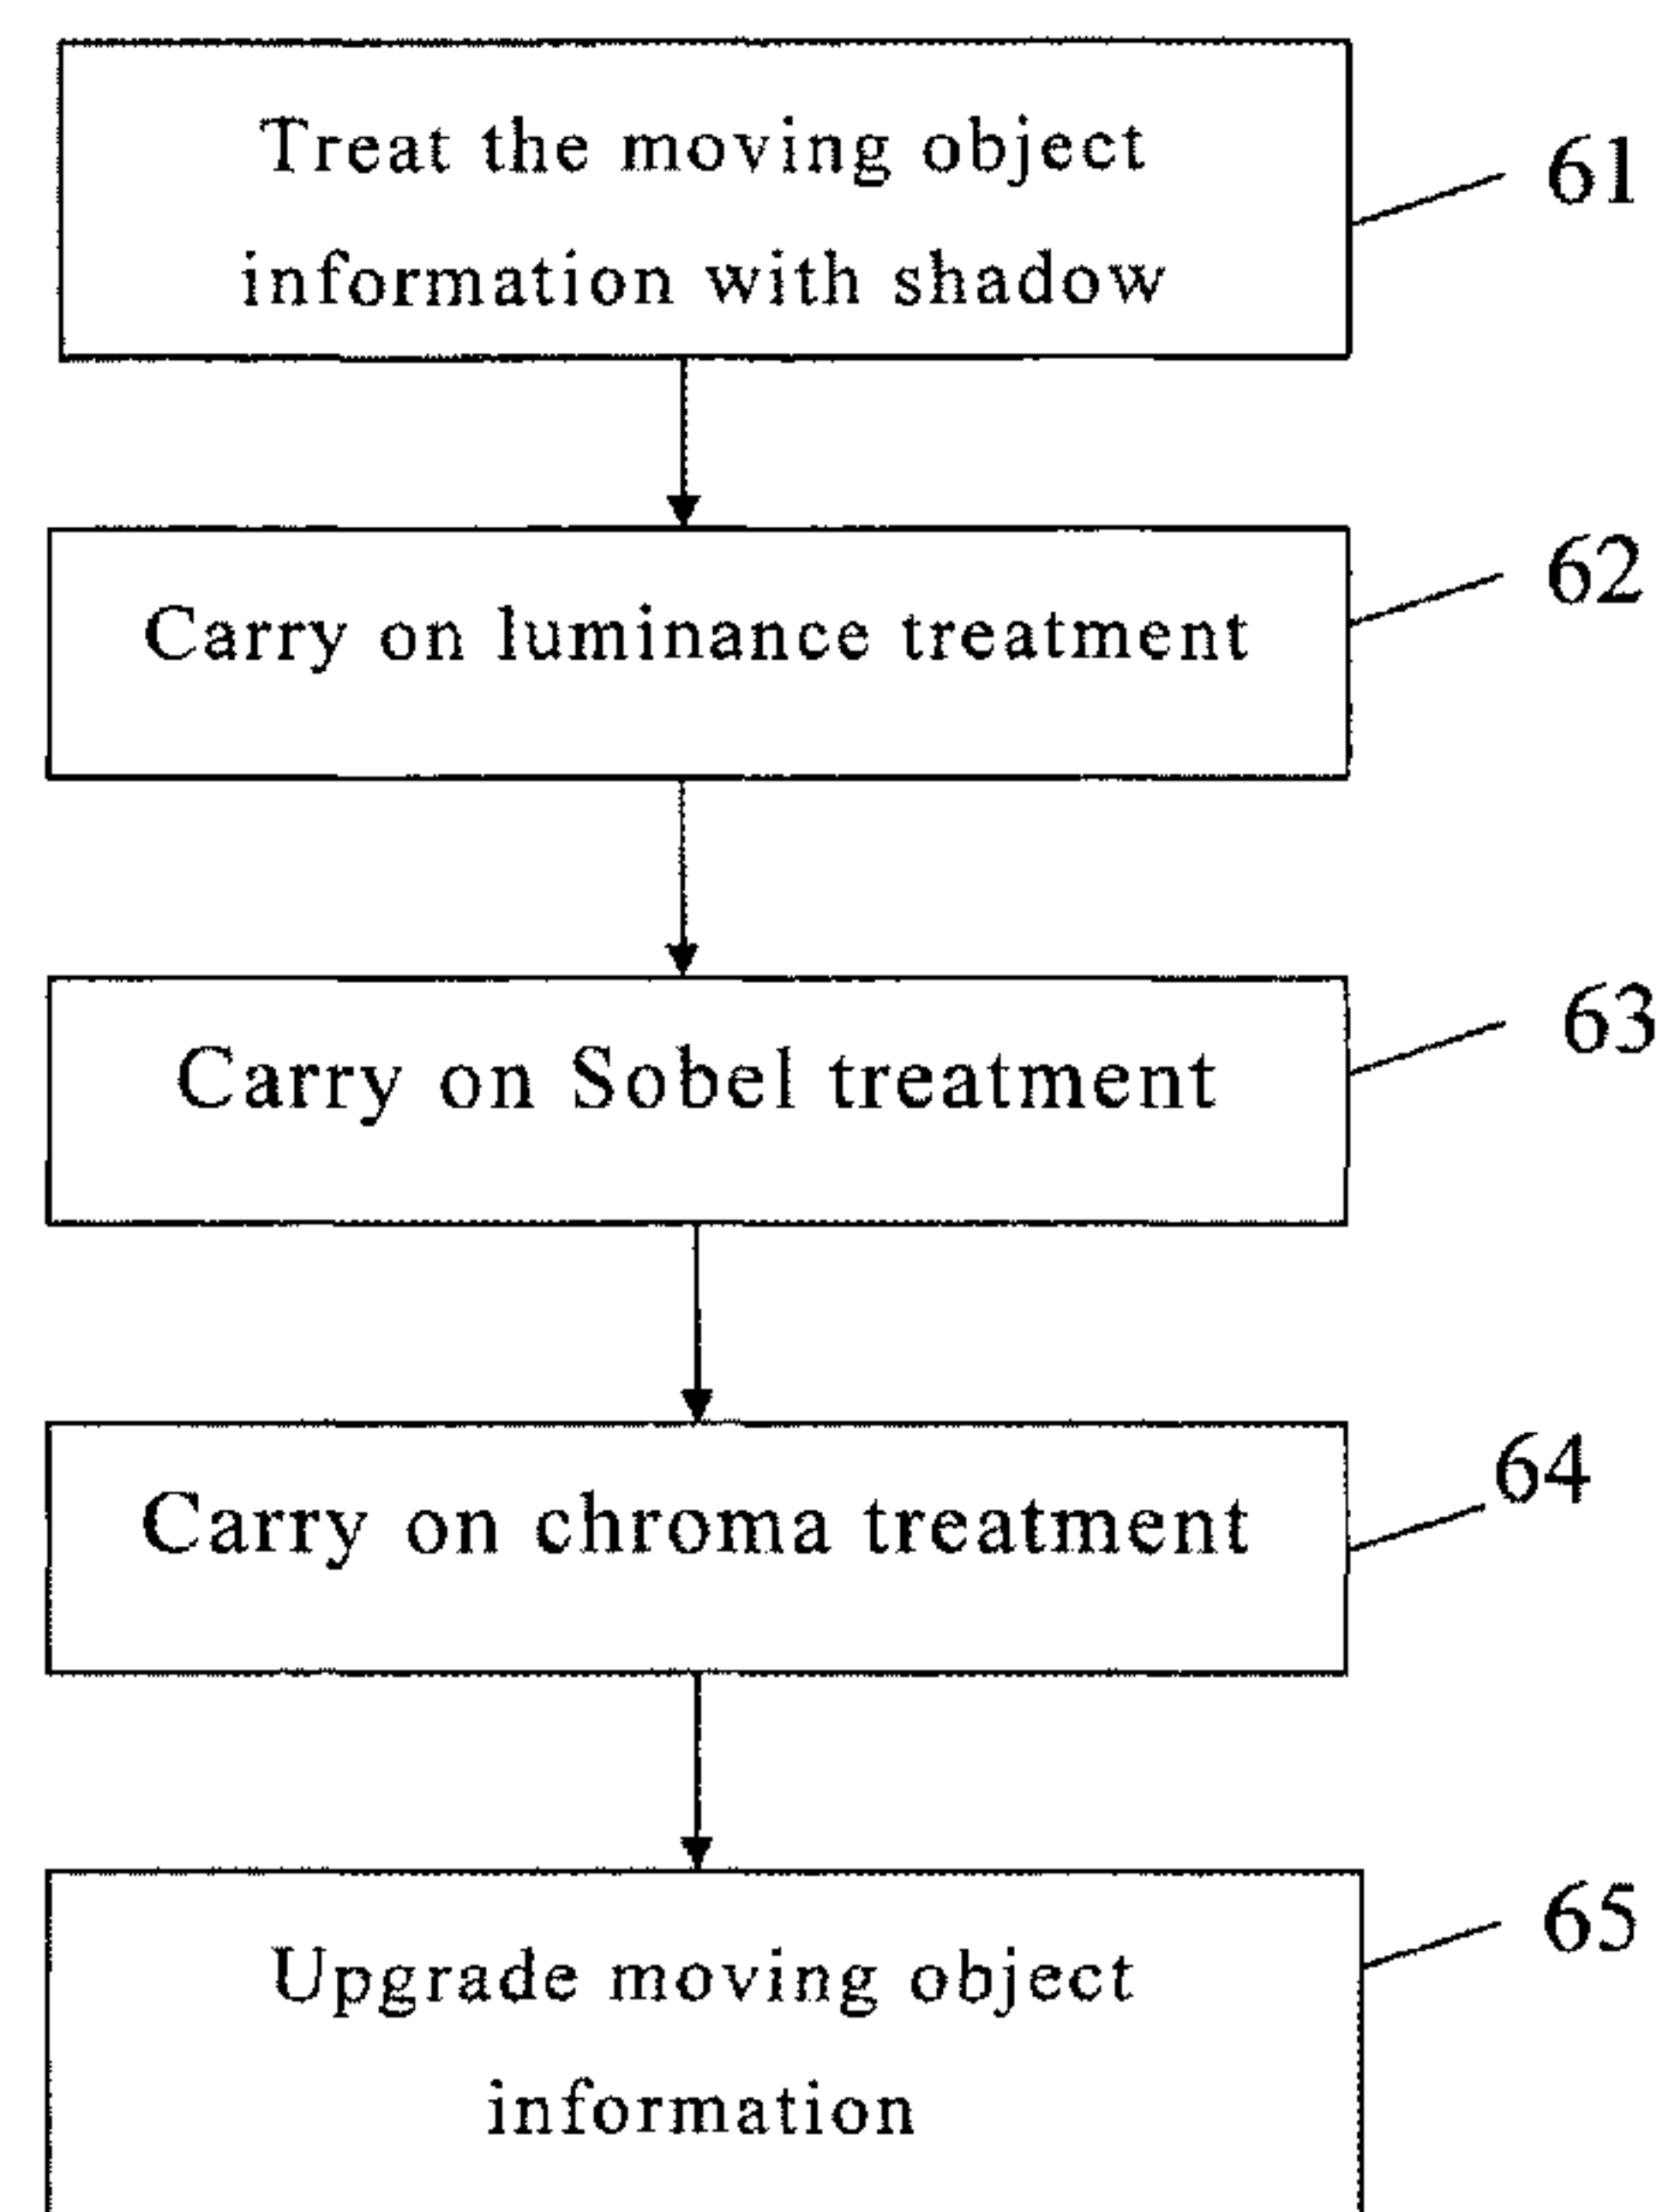 Treat the moving object
information with shadow
61
Carry on luminance treatment
62
Carry on Sobel treatment
63
Carry on chroma treatment
64
Upgrade moving object
information
65